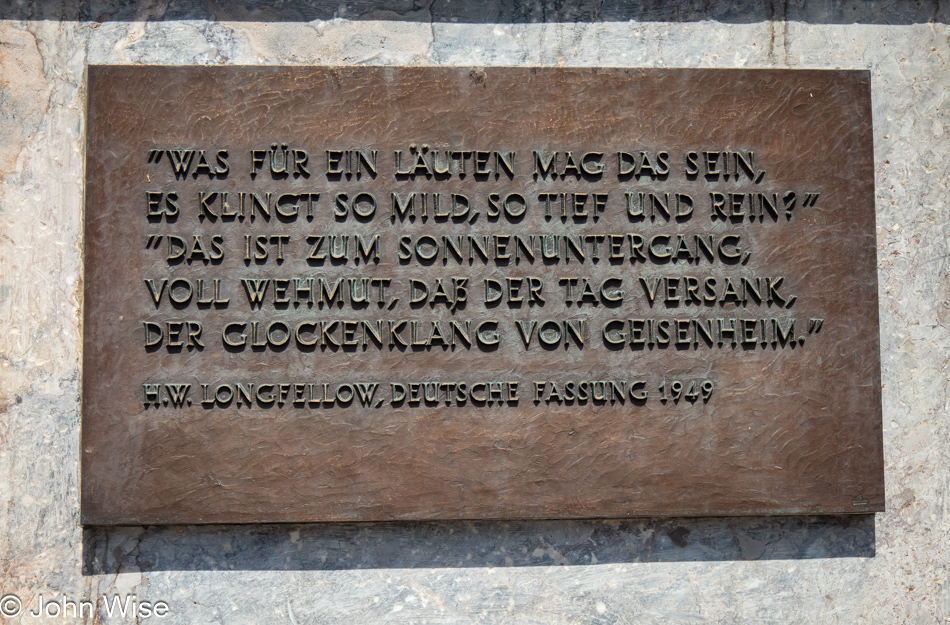 "WAS FÜR EIN LÄUTEN MAG DAS SEIN,
ES KLINGT SO MILD, SO TIEF UND REIN?"
"DAS IST ZUM SONNENUNTERGANG,
VOLL WEHMUT, DAß DER TAG VERSANK,
DER GLOCKENKLANG VON GEISENHEIM."
H.W. LONGFELLOW, DEUTSCHE FASSUNG 1949
© John Wise